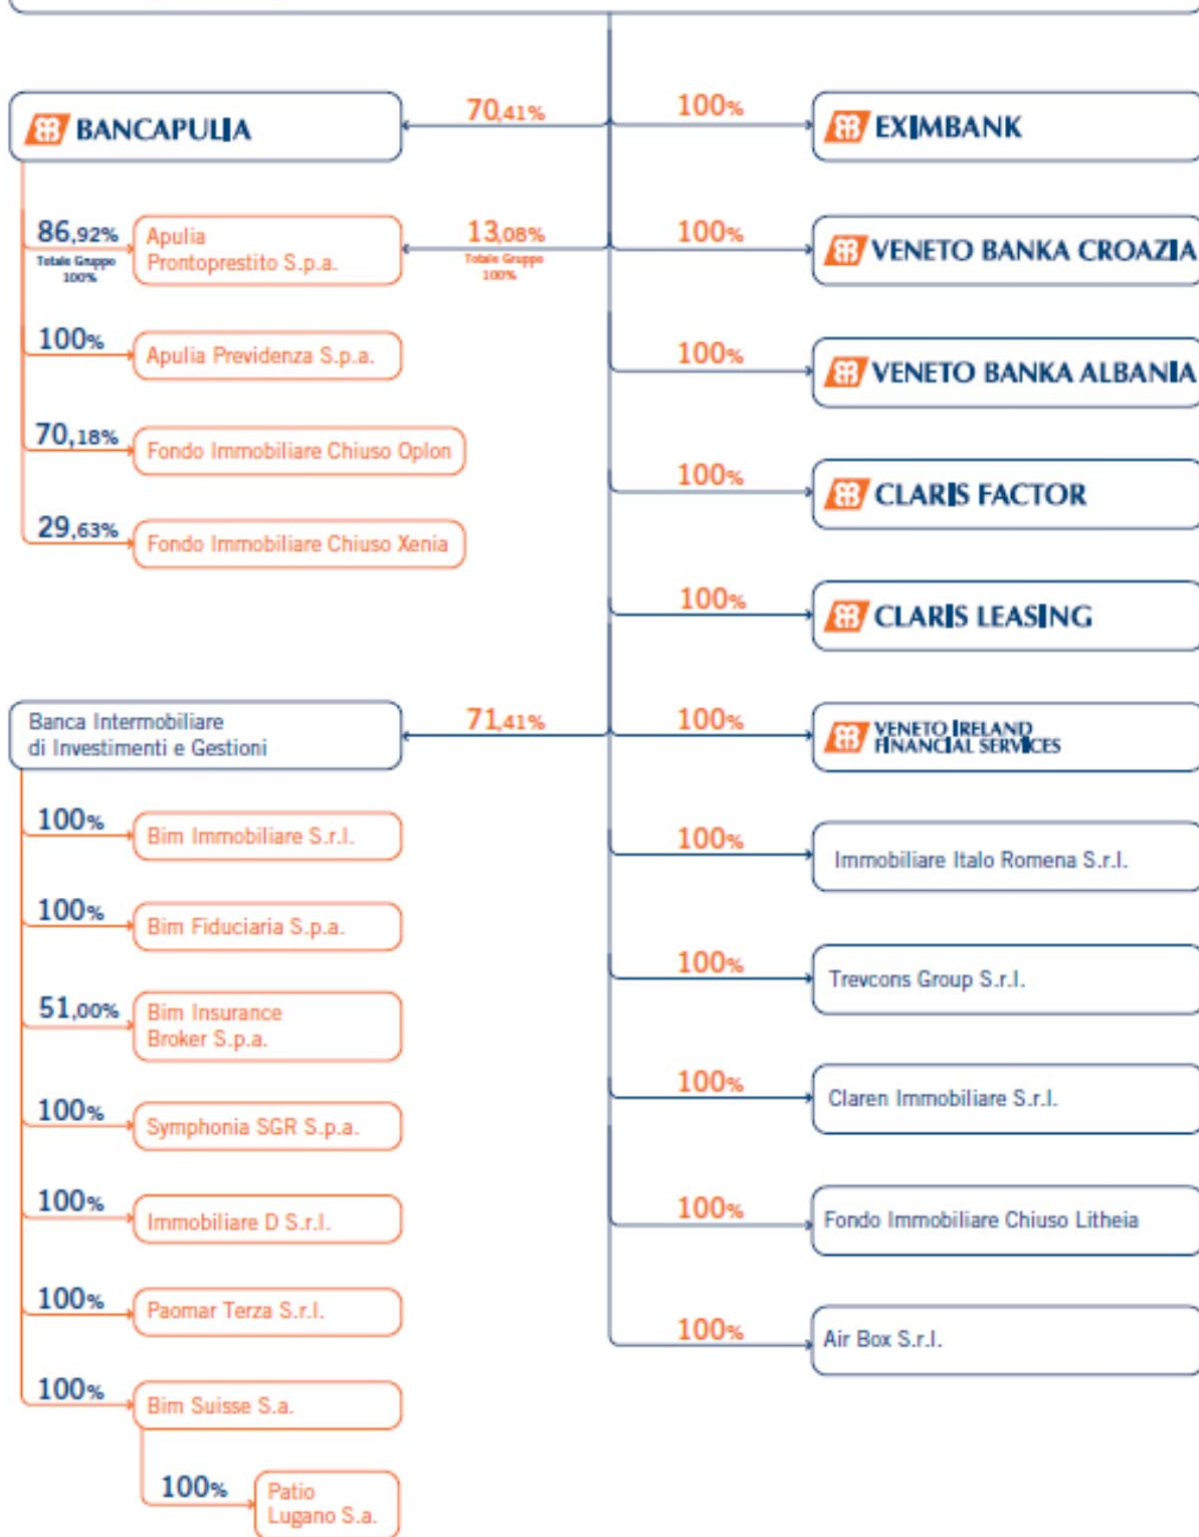 BANCAPULIA
70,41%
100%
EXIMBANK
86,92%
Totale Gruppo
100%
Apulia
Prontoprestito S.p.a.
13,08%
Totale Gruppo
100%
100%
VENETO BANKA CROAZIA
100%
Apulia Previdenza S.p.a.
100%
VENETO BANKA ALBANIA
70,18%
Fondo Immobiliare Chiuso Oplon
100%
CLARIS FACTOR
29,63%
Fondo Immobiliare Chiuso Xenia
100%
CLARIS LEASING
Banca Intermobiliare
di Investimenti e Gestioni
71,41%
100%
VENETO IRELAND
FINANCIAL SERVICES
100%
Bim Immobiliare S.r.l.
100%
Immobiliare Italo Romena S.r.l.
100%
Bim Fiduciaria S.p.a.
100%
Trevcons Group S.r.l.
51,00%
Bim Insurance
Broker S.p.a.
100%
Claren Immobiliare S.r.l.
100%
Symphonia SGR S.p.a.
100%
Immobiliare D S.r.l.
100%
Fondo Immobiliare Chiuso Litheia
100%
Paomar Terza S.r.l.
100%
Air Box S.r.l.
100%
Bim Suisse S.a.
100%
Patio
Lugano S.a.